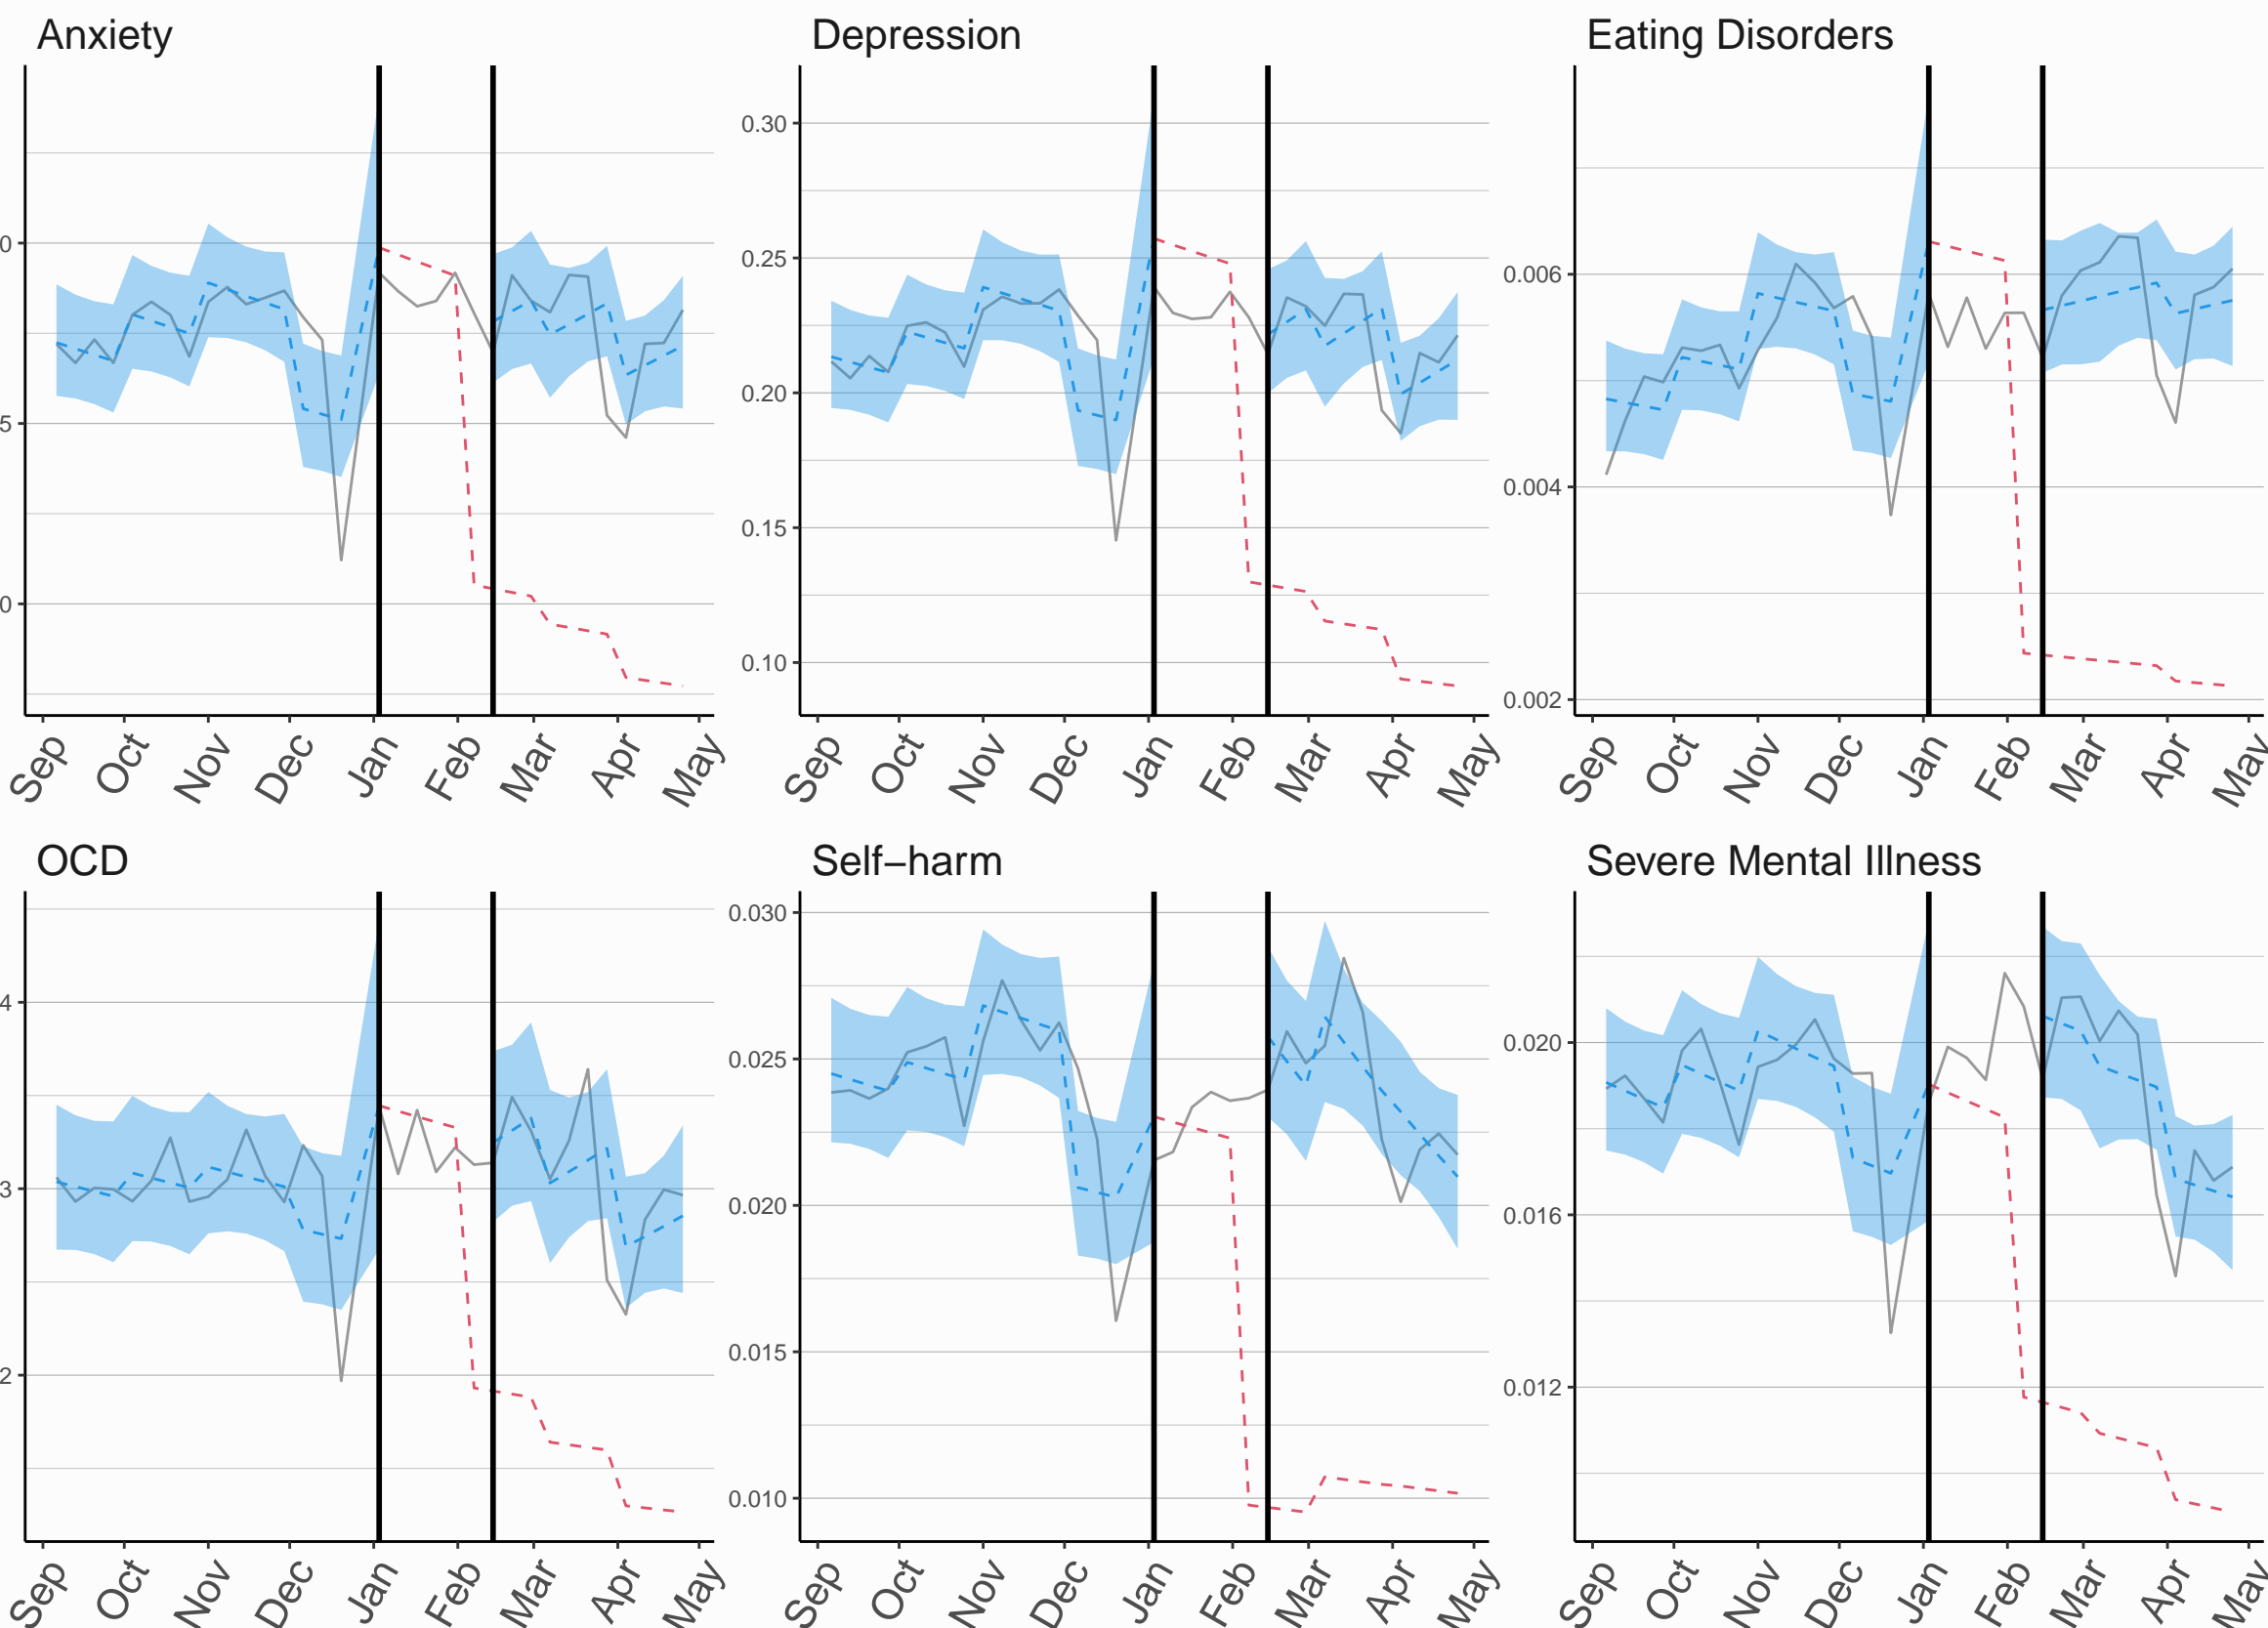 Anxiety
Depression
Eating Disorders
0
5
0
0.30
0.25
0.20
0.15
0.10
0.006
0.004
0.002
Sep Oct Nov Dec Jan Feb Mar Apr May
Sep Oct Nov Dec Jan Feb Mar Apr May
Sep Oct Nov Dec Jan Feb Mar Apr May
OCD
Self−harm
Severe Mental Illness
4
3
2
0.030
0.025
0.020
0.015
0.010
0.020
0.016
0.012
Sep Oct Nov Dec Jan Feb Mar Apr May
Sep Oct Nov Dec Jan Feb Mar Apr May
Sep Oct Nov Dec Jan Feb Mar Apr May